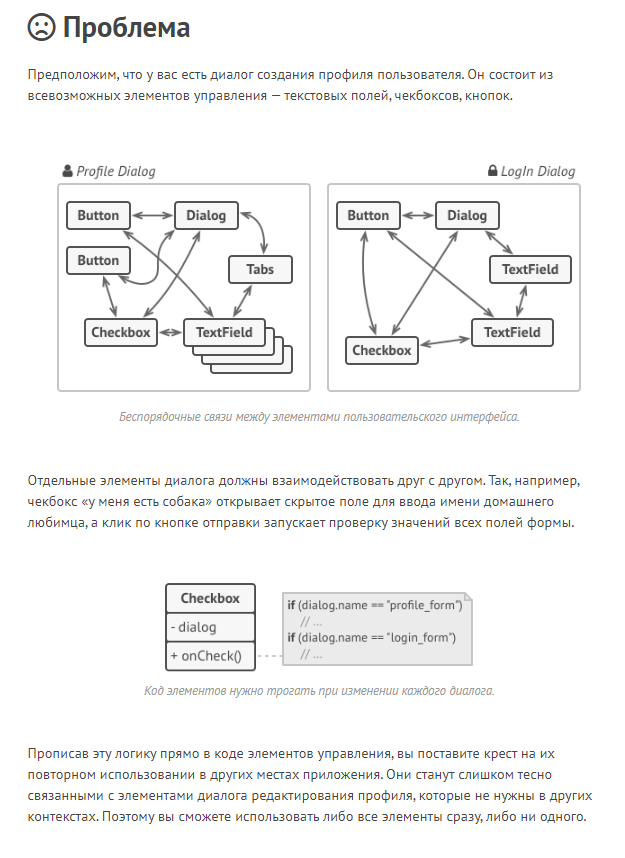 Проблема
Предположим, что у вас есть диалог создания профиля пользователя. Он состоит из
всевозможных элементов управления — текстовых полей, чекбоксов, кнопок.
Profile Dialog
LogIn Dialog
Button
Dialog
Button
Tabs
Checkbox
TextField
Button
Dialog
TextField
TextField
Checkbox
Беспорядочные связи между элементами пользовательского интерфейса.
Отдельные элементы диалога должны взаимодействовать друг с другом. Так, например,
чекбокс «у меня есть собака» открывает скрытое поле для ввода имени домашнего
любимца, а клик по кнопке отправки запускает проверку значений всех полей формы.
Checkbox
- dialog
+ onCheck()
if (dialog.name == "profile_form")
// ...
if (dialog.name == "login_form")
// ...
Код элементов нужно трогать при изменении каждого диалога.
Прописав эту логику прямо в коде элементов управления, вы поставите крест на их
повторном использовании в других местах приложения. Они станут слишком тесно
связанными с элементами диалога редактирования профиля, которые не нужны в других
контекстах. Поэтому вы сможете использовать либо все элементы сразу, либо ни одного.